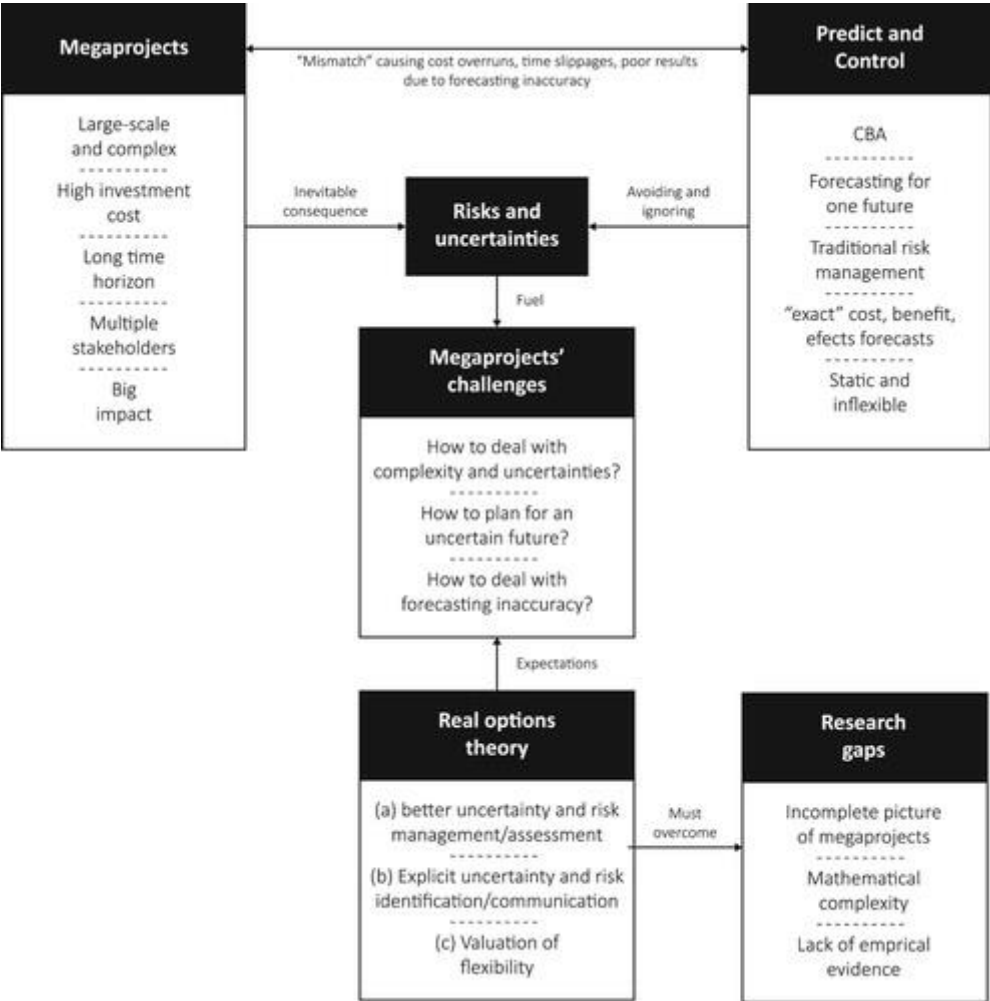 Megaprojects
Predict and
Control
"Mismatch" causing cost overruns, time slippages, poor results
due to forecasting inaccuracy
Large-scale
and complex
High investment
cost
Long time
horizon
Multiple
stakeholders
Big
impact
Inevitable
consequence
Risks and
uncertainties
Avoiding and
ignoring
CBA
Forecasting for
one future
Traditional risk
management
"exact" cost, benefit,
efects forecasts
Static and
inflexible
Fuel
Megaprojects'
challenges
How to deal with
complexity and uncertainties?
How to plan for an
uncertain future?
How to deal with
forecasting inaccuracy?
Expectations
Real options
theory
(a) better uncertainty and risk
management/assessment
(b) Explicit uncertainty and risk
identification/communication
(c) Valuation of
flexibility
Must
overcome
Research
gaps
Incomplete picture
of megaprojects
Mathematical
complexity
Lack of emprical
evidence